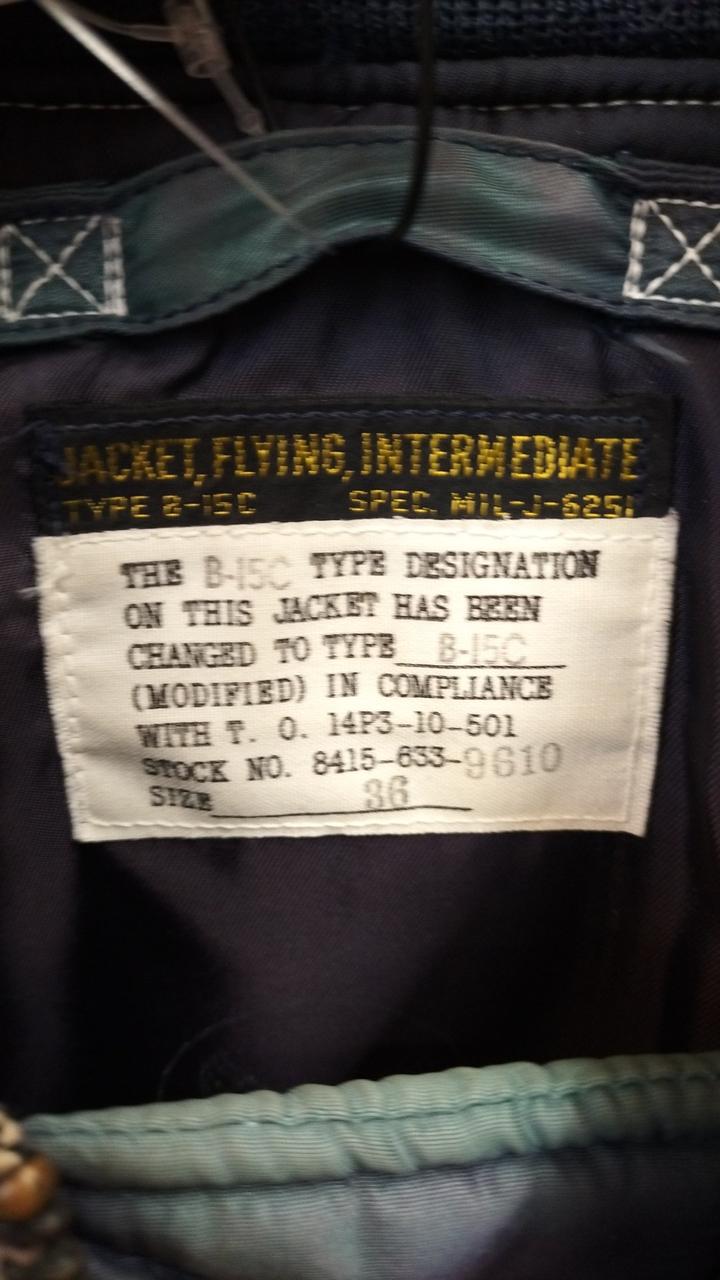 JACKET, FLYING, INTERMEDIATE
TYPE B-15C SPEC. MIL-J-6251
THE B-15C TYPE DESIGNATION
ON THIS JACKET HAS BEEN
CHANGED TO TYPE B-15C
(MODIFIED) IN COMPLIANCE
WITH T. O. 14P3-10-501
STOCK NO. 8415-633-9610
SIZE 36